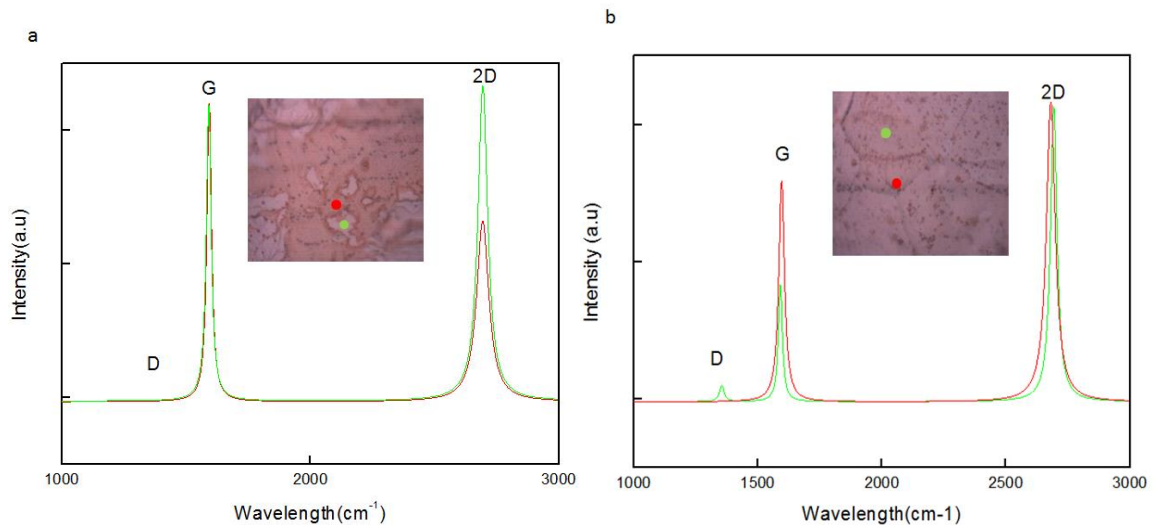 a
G
2D
D
Intensity(a.u)
1000
2000
3000
Wavelength(cm⁻¹)
b
2D
G
D
Intensity (a.u)
1000
1500
2000
2500
3000
Wavelength(cm-1)